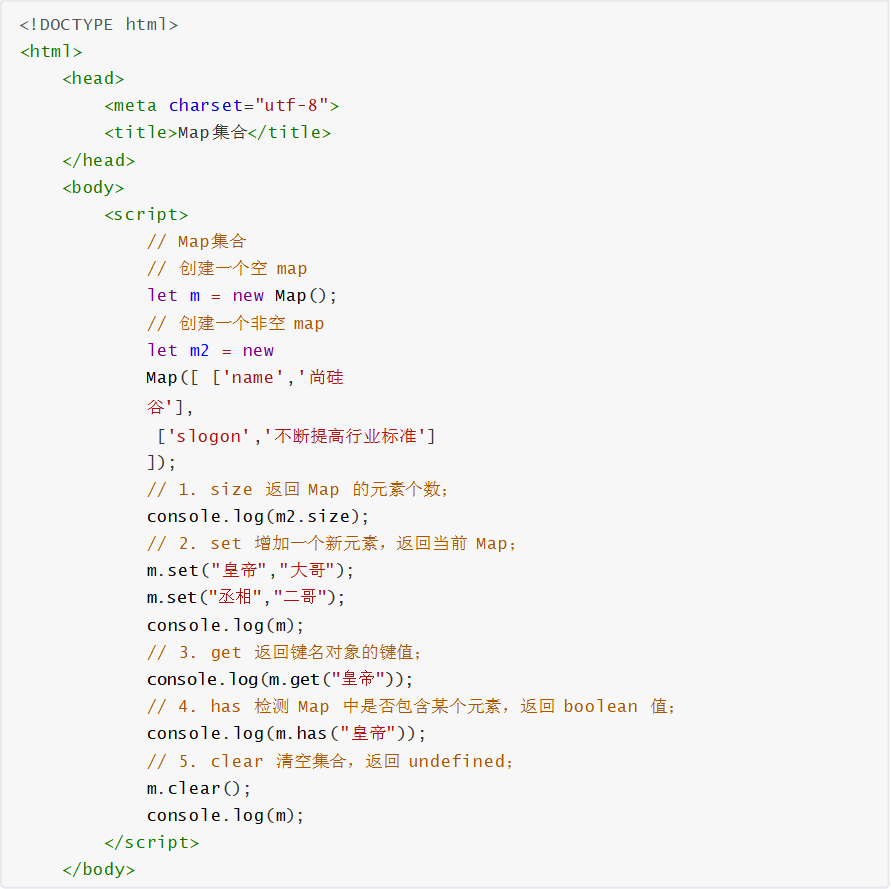 <!DOCTYPE html>
<html>
    <head>
        <meta charset="utf-8">
        <title>Map集合</title>
    </head>
    <body>
        <script>
            // Map集合
            // 创建一个空 map
            let m = new Map();
            // 创建一个非空 map
            let m2 = new
            Map([ ['name','尚硅
            谷'],
             ['slogon','不断提高行业标准']
            ]);
            // 1. size 返回 Map 的元素个数；
            console.log(m2.size);
            // 2. set 增加一个新元素，返回当前 Map；
            m.set("皇帝","大哥");
            m.set("丞相","二哥");
            console.log(m);
            // 3. get 返回键名对象的键值；
            console.log(m.get("皇帝"));
            // 4. has 检测 Map 中是否包含某个元素，返回 boolean 值；
            console.log(m.has("皇帝"));
            // 5. clear 清空集合，返回 undefined；
            m.clear();
            console.log(m);
        </script>
    </body>